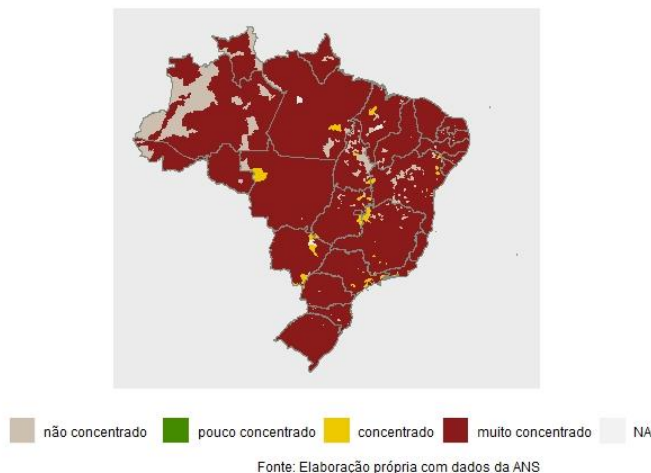 não concentrado pouco concentrado concentrado muito concentrado NA
Fonte: Elaboração própria com dados da ANS